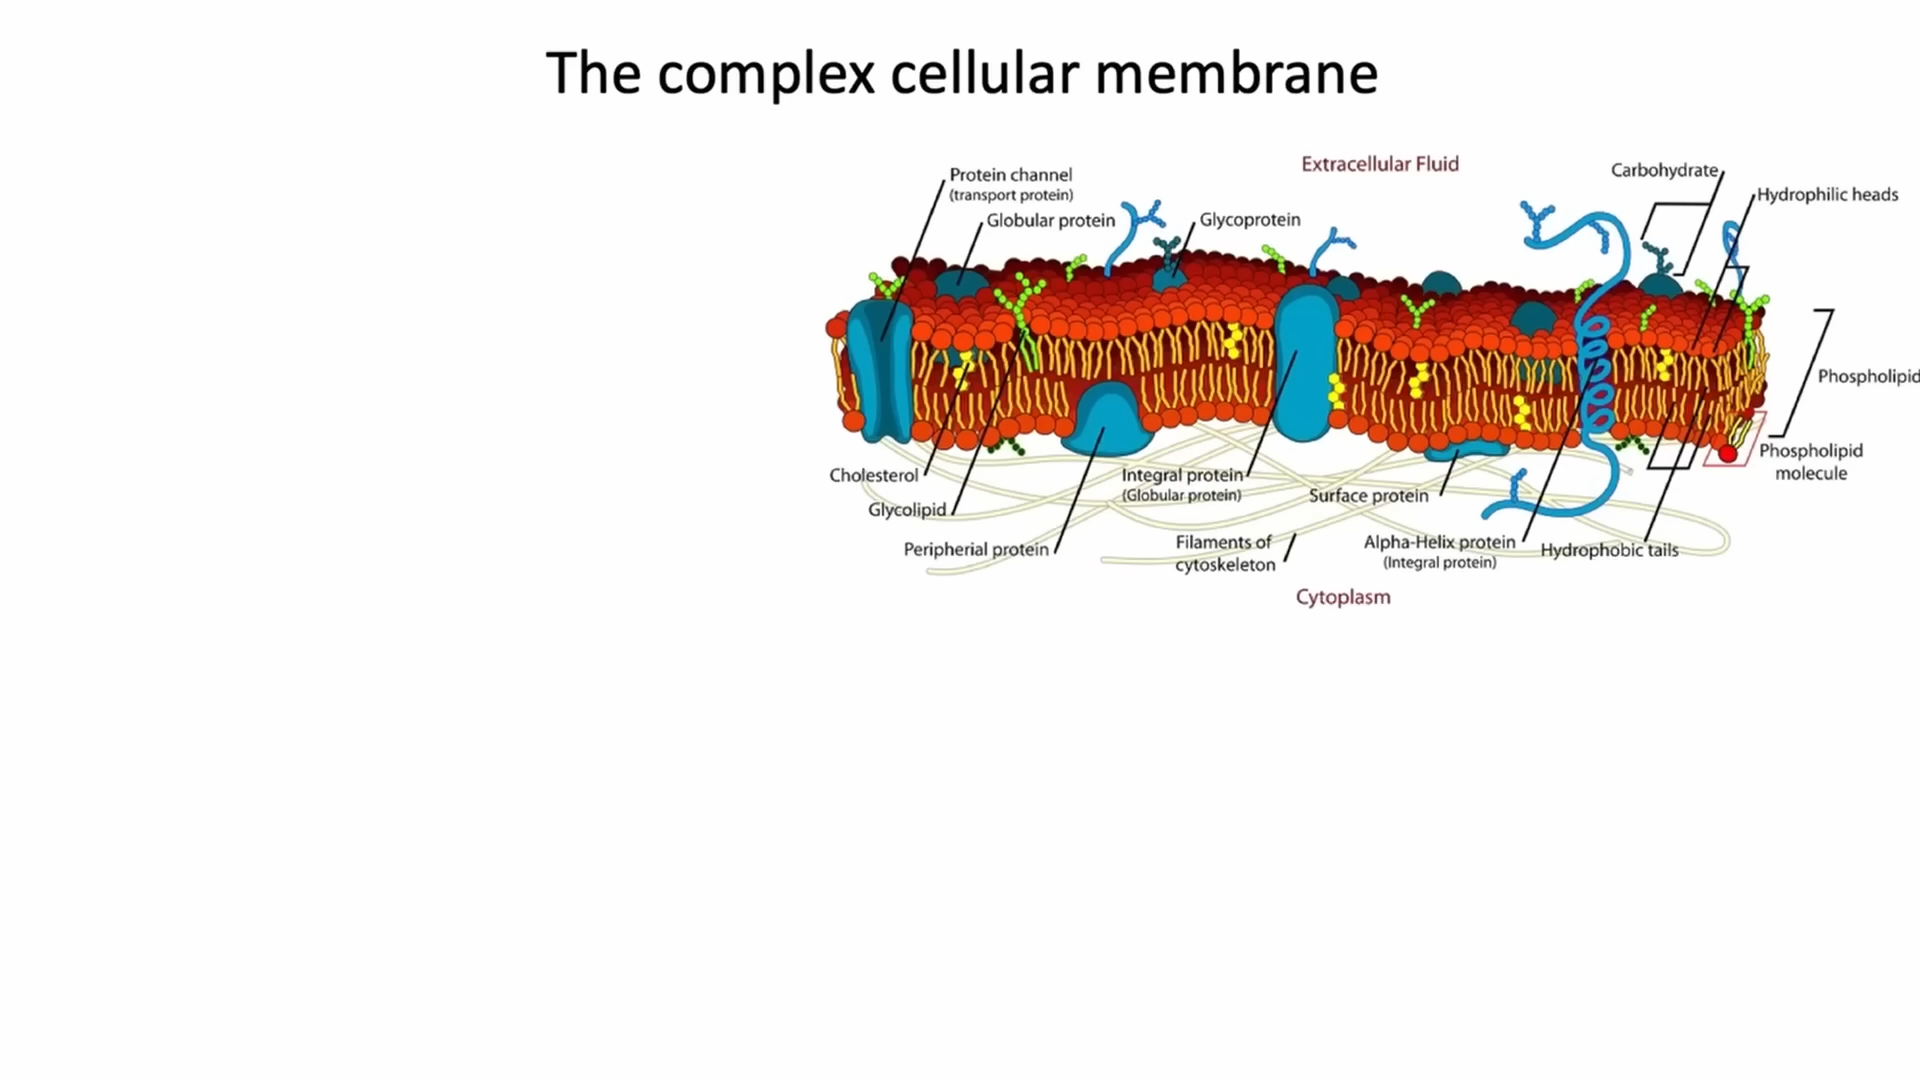 The complex cellular membrane
Extracellular Fluid
Protein channel
(transport protein)
Carbohydrate
Hydrophilic heads
Globular protein
Glycoprotein
Phospholipid
Phospholipid
molecule
Cholesterol
Integral protein
(Globular protein)
Surface protein
Glycolipid
Peripherial protein
Filaments of
cytoskeleton
Alpha-Helix protein
(Integral protein)
Hydrophobic tails
Cytoplasm